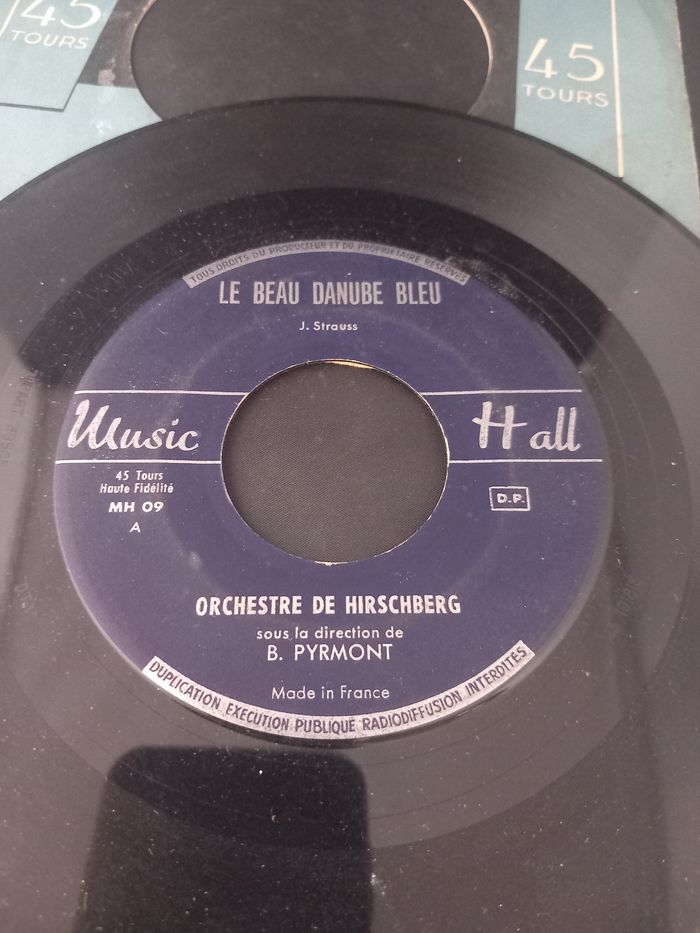 45
TOURS
45
TOURS
TOUS DROITS DU PRODUCTEUR ET DU PROPRIÉTAIRE RÉSERVÉS
LE BEAU DANUBE BLEU
J. Strauss
Music Hall
45 Tours
Haute Fidélité
MH 09
A
D.P.
ORCHESTRE DE HIRSCHBERG
sous la direction de
B. PYRMONT
Made in France
DUPLICATION EXECUTION PUBLIQUE RADIODIFFUSION INTERDITES